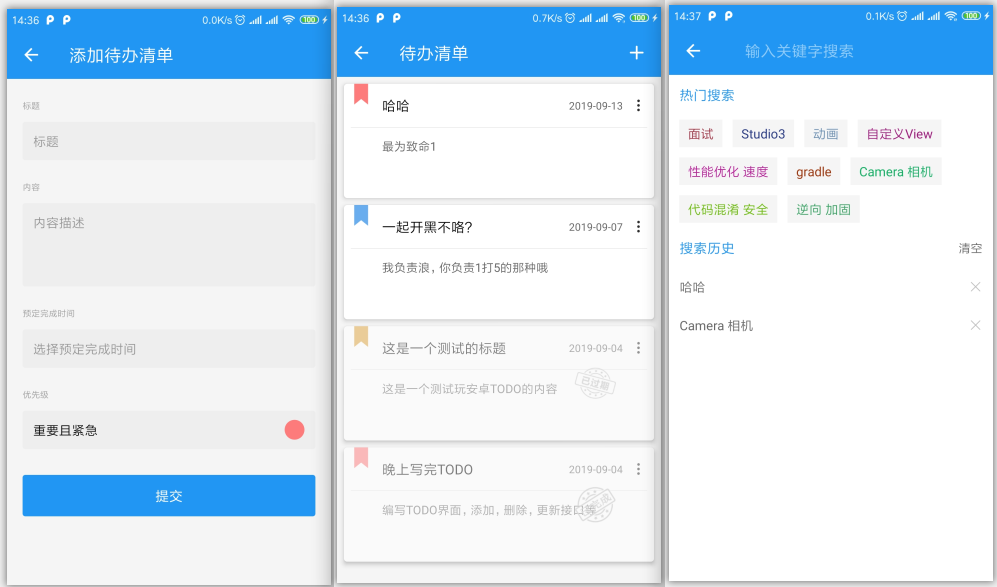 14:36 P P 0.0K/s 100
添加待办清单
标题
标题
内容
内容描述
预定完成时间
选择预定完成时间
优先级
重要且紧急
提交
14:36 P P 0.7K/s 100
待办清单
哈哈 2019-09-13
最为致命1
一起开黑不咯? 2019-09-07
我负责浪，你负责1打5的那种哦
这是一个测试的标题 2019-09-04
这是一个测试玩安卓TODO的内容
已过期
晚上写完TODO 2019-09-04
编写TODO界面，添加，删除，更新接口等
14:37 P P 0.1K/s 100
输入关键字搜索
热门搜索
面试 Studio3 动画 自定义View
性能优化 速度 gradle Camera 相机
代码混淆 安全 逆向 加固
搜索历史 清空
哈哈
Camera 相机